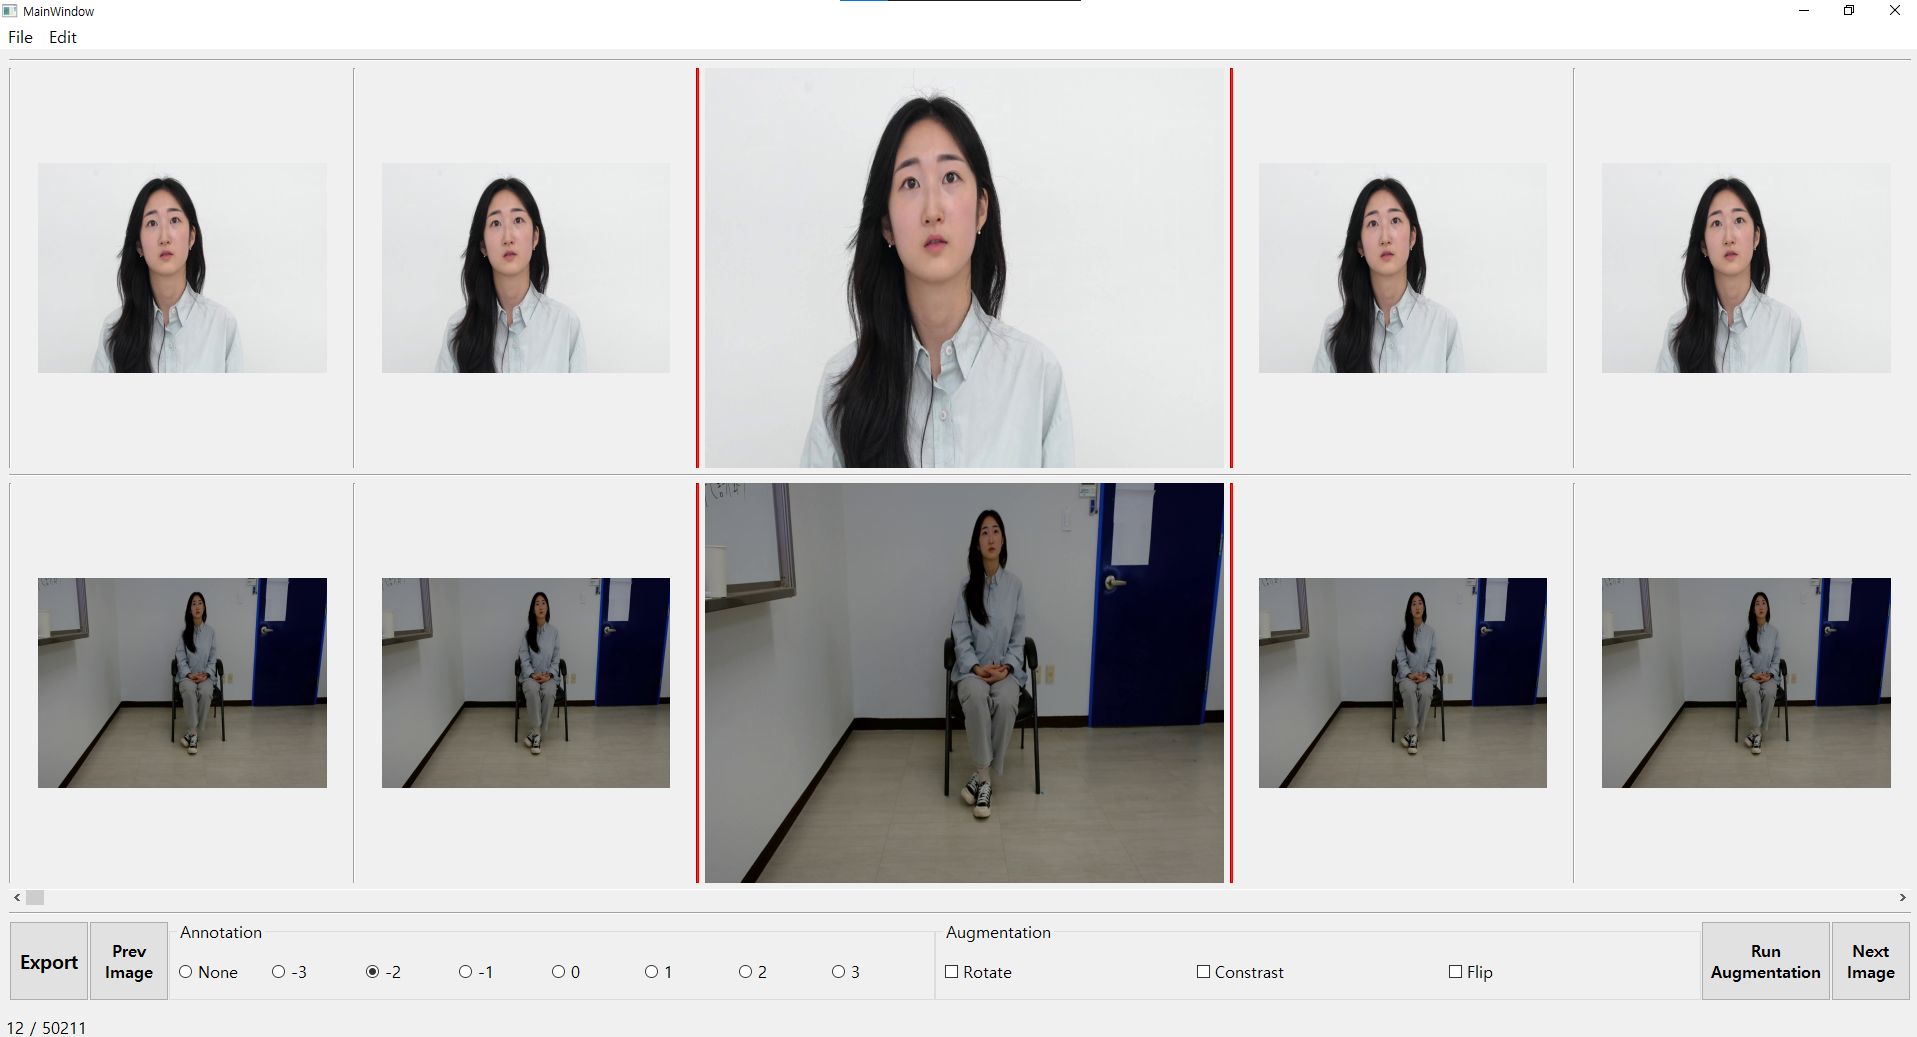 MainWindow
File Edit
Export
Prev
Image
Annotation
None -3 -2 -1 0 1 2 3
Augmentation
Rotate Constrast Flip
Run
Augmentation
Next
Image
12 / 50211